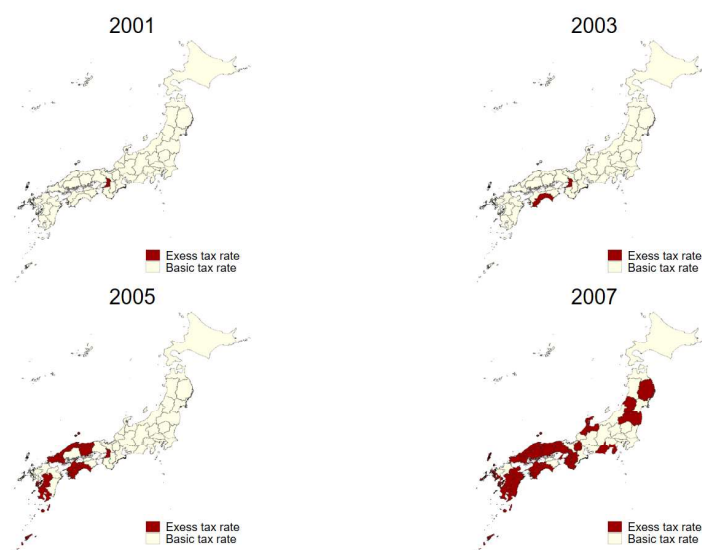 2001
2003
Exess tax rate
Basic tax rate
Exess tax rate
Basic tax rate
2005
2007
Exess tax rate
Basic tax rate
Exess tax rate
Basic tax rate